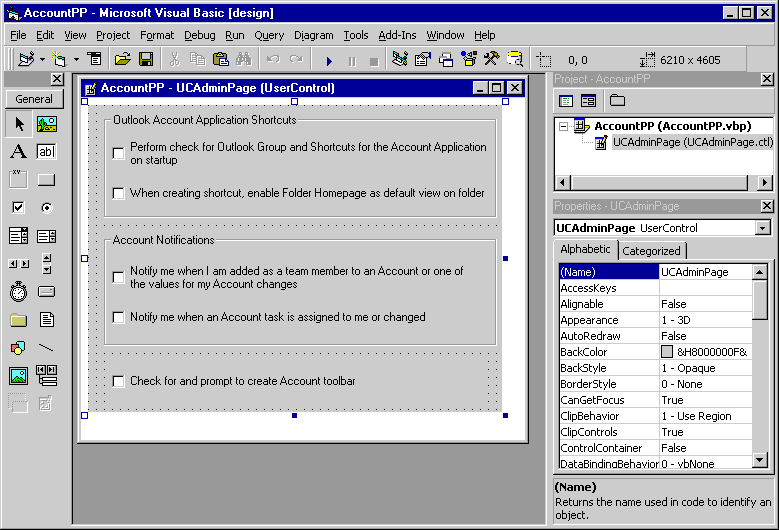 AccountPP - Microsoft Visual Basic [design]
File Edit View Project Format Debug Run Query Diagram Tools Add-Ins Window Help
0, 0 6210 x 4605
General
A ab
xv
AccountPP - UCAdminPage (UserControl)
Outlook Account Application Shortcuts
Perform check for Outlook Group and Shortcuts for the Account Application
on startup
When creating shortcut, enable Folder Homepage as default view on folder
Account Notifications
Notify me when I am added as a team member to an Account or one of
the values for my Account changes
Notify me when an Account task is assigned to me or changed
Check for and prompt to create Account toolbar
Project - AccountPP
AccountPP (AccountPP.vbp)
UCAdminPage (UCAdminPage.ctl)
Properties - UCAdminPage
UCAdminPage UserControl
Alphabetic Categorized
(Name) UCAdminPage
AccessKeys
Alignable False
Appearance 1 - 3D
AutoRedraw False
BackColor &H8000000F&
BackStyle 1 - Opaque
BorderStyle 0 - None
CanGetFocus True
ClipBehavior 1 - Use Region
ClipControls True
ControlContainer False
DataBindingBehavior 0 - vbNone
(Name)
Returns the name used in code to identify an
object.